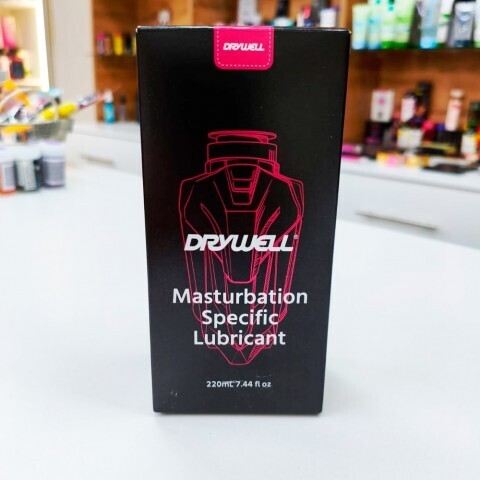 DRYWELL
DRYWELL
Masturbation
Specific
Lubricant
220mL 7.44 fl oz